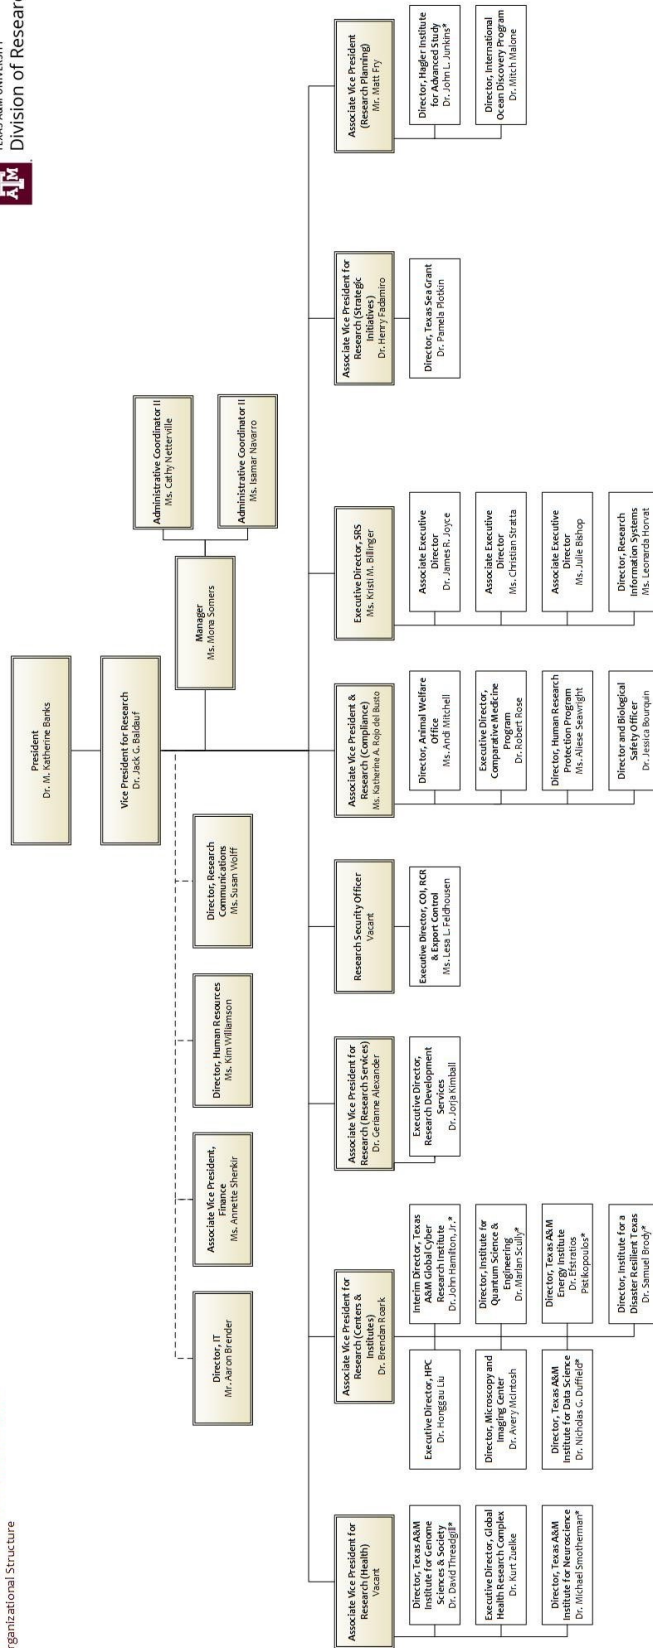 Organizational Structure
TEXAS A&M UNIVERSITY
Division of Research
President
Dr. M. Katherine Banks
Vice President for Research
Dr. Jack G. Baldauf
Manager
Ms. Mona Somers
Administrative Coordinator II
Ms. Cathy Netterville
Administrative Coordinator II
Ms. Isamar Navarro
Director, IT
Mr. Aaron Brender
Associate Vice President,
Finance
Ms. Annette Shenkir
Director, Human Resources
Ms. Kim Williamson
Director, Research
Communications
Ms. Susan Wolff
Associate Vice President for
Research (Health)
Vacant
Director, Texas A&M
Institute for Genome
Sciences & Society
Dr. David Threadgill*
Executive Director, Global
Health Research Complex
Dr. Kurt Zuelke
Director, Texas A&M
Institute for Neuroscience
Dr. Michael Smotherman*
Associate Vice President for
Research (Centers &
Institutes)
Dr. Brendan Roark
Executive Director, HPC
Dr. Honggau Liu
Director, Microscopy and
Imaging Center
Dr. Avery McIntosh
Director, Texas A&M
Institute for Data Science
Dr. Nicholas G. Duffield*
Interim Director, Texas
A&M Global Cyber
Research Institute
Dr. John Hamilton, Jr.*
Director, Institute for
Quantum Science &
Engineering
Dr. Marlan Scully*
Director, Texas A&M
Energy Institute
Dr. Efstratios
Pistikopoulos*
Director, Institute for a
Disaster Resilient Texas
Dr. Samuel Brody*
Associate Vice President for
Research (Research Services)
Dr. Gerianne Alexander
Executive Director,
Research Development
Services
Dr. Jorja Kimball
Research Security Officer
Vacant
Executive Director, COI, RCR
& Export Control
Ms. Lesa L. Feldhousen
Associate Vice President &
Research (Compliance)
Ms. Katherine A. Rojo del Busto
Director, Animal Welfare
Office
Ms. Andi Mitchell
Executive Director,
Comparative Medicine
Program
Dr. Robert Rose
Director, Human Research
Protection Program
Ms. Aliese Seawright
Director and Biological
Safety Officer
Dr. Jessica Bourquin
Executive Director, SRS
Ms. Kristi M. Billinger
Associate Executive
Director
Dr. James R. Joyce
Associate Executive
Director
Ms. Christian Stratta
Associate Executive
Director
Ms. Julie Bishop
Director, Research
Information Systems
Ms. Leonarda Horvat
Associate Vice President for
Research (Strategic
Initiatives)
Dr. Henry Fadamiro
Director, Texas Sea Grant
Dr. Pamela Plotkin
Associate Vice President
(Research Planning)
Mr. Matt Fry
Director, Hagler Institute
for Advanced Study
Dr. John L. Junkins*
Director, International
Ocean Discovery Program
Dr. Mitch Malone